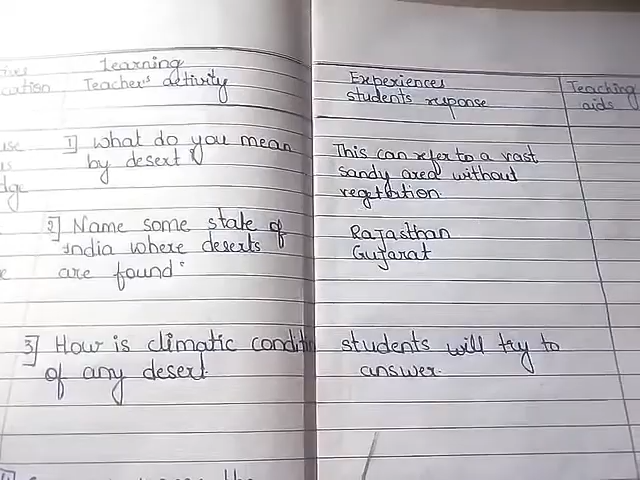 Learning
Teacher's activity
Experiences
students response
Teaching
aids
1] What do you mean
by desert
This can refer to a vast
sandy area without
2] Name some state of
India where deserts
are found
Rajasthan
Gujarat
3] How is climatic conditi
of any desert.
students will try to
answer.